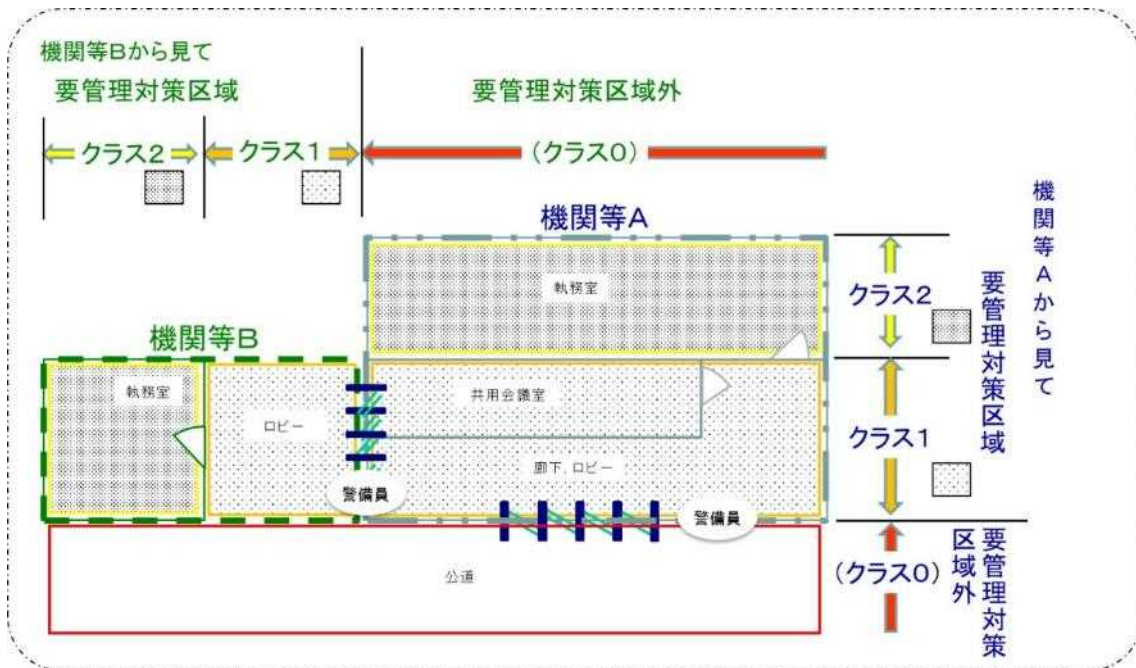 機関等Bから見て
要管理対策区域
要管理対策区域外
クラス2
クラス1
(クラス0)
機関等A
機関等Aから見て
執務室
クラス2
要管理対策区域
機関等B
執務室
ロビー
共用会議室
クラス1
廊下、ロビー
警備員
警備員
公道
(クラス0)
要管理対策
区域外